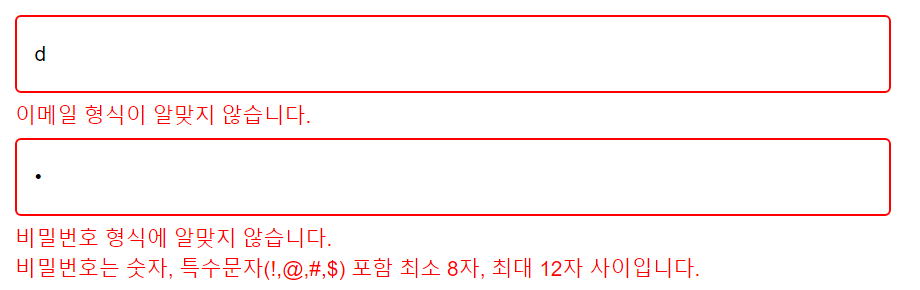 d
이메일 형식이 알맞지 않습니다.
•
비밀번호 형식에 알맞지 않습니다.
비밀번호는 숫자, 특수문자(!,@,#,$) 포함 최소 8자, 최대 12자 사이입니다.